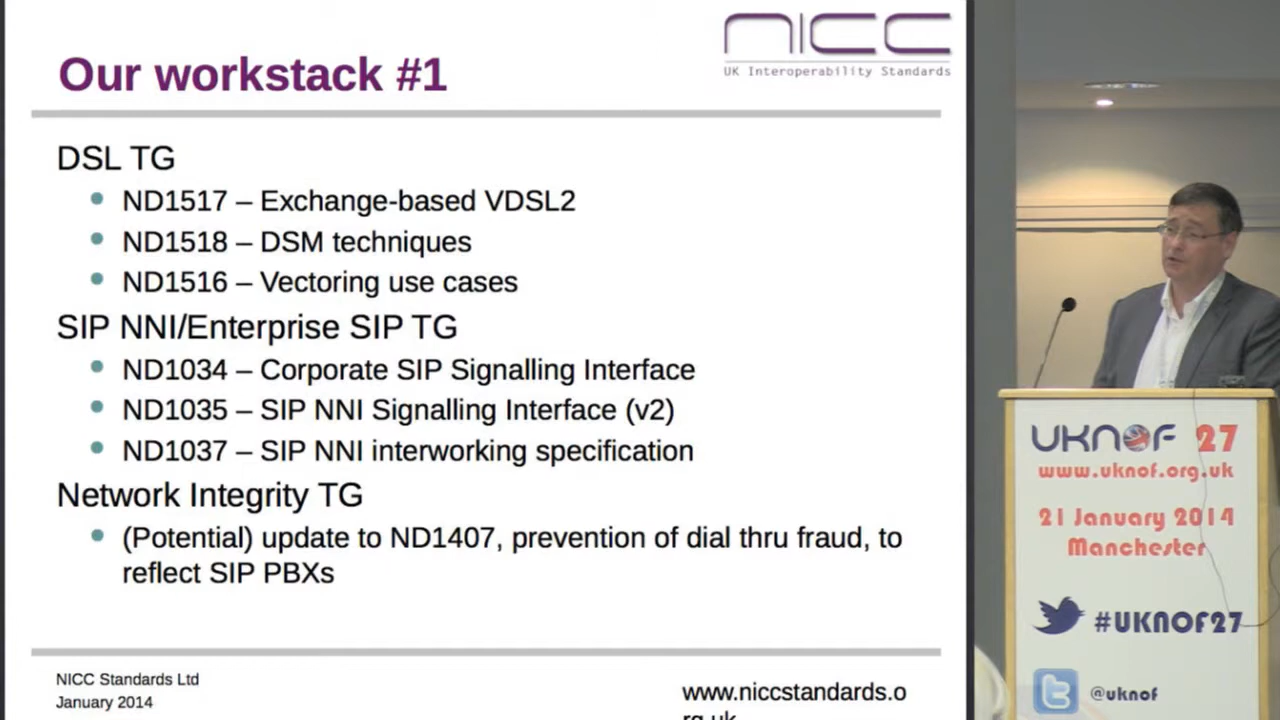 Our workstack #1
NICC
UK Interoperability Standards
DSL TG
ND1517 – Exchange-based VDSL2
ND1518 – DSM techniques
ND1516 – Vectoring use cases
SIP NNI/Enterprise SIP TG
ND1034 – Corporate SIP Signalling Interface
ND1035 – SIP NNI Signalling Interface (v2)
ND1037 – SIP NNI interworking specification
Network Integrity TG
(Potential) update to ND1407, prevention of dial thru fraud, to
reflect SIP PBXs
NICC Standards Ltd
January 2014
www.niccstandards.o
rg.uk
UKNOF 27
www.uknof.org.uk
21 January 2014
Manchester
#UKNOF27
@uknof